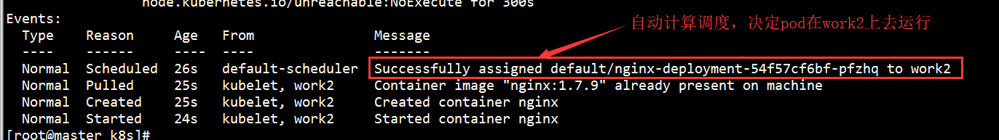 node.kubernetes.io/unreachable:NoExecute for 300s
Events:
自动计算调度，决定pod在work2上去运行
Type Reason Age From Message
---- ------ ---- ---- -------
Normal Scheduled 26s default-scheduler Successfully assigned default/nginx-deployment-54f57cf6bf-pfzhq to work2
Normal Pulled 25s kubelet, work2 Container image "nginx:1.7.9" already present on machine
Normal Created 25s kubelet, work2 Created container nginx
Normal Started 24s kubelet, work2 Started container nginx
[root@master k8s]#